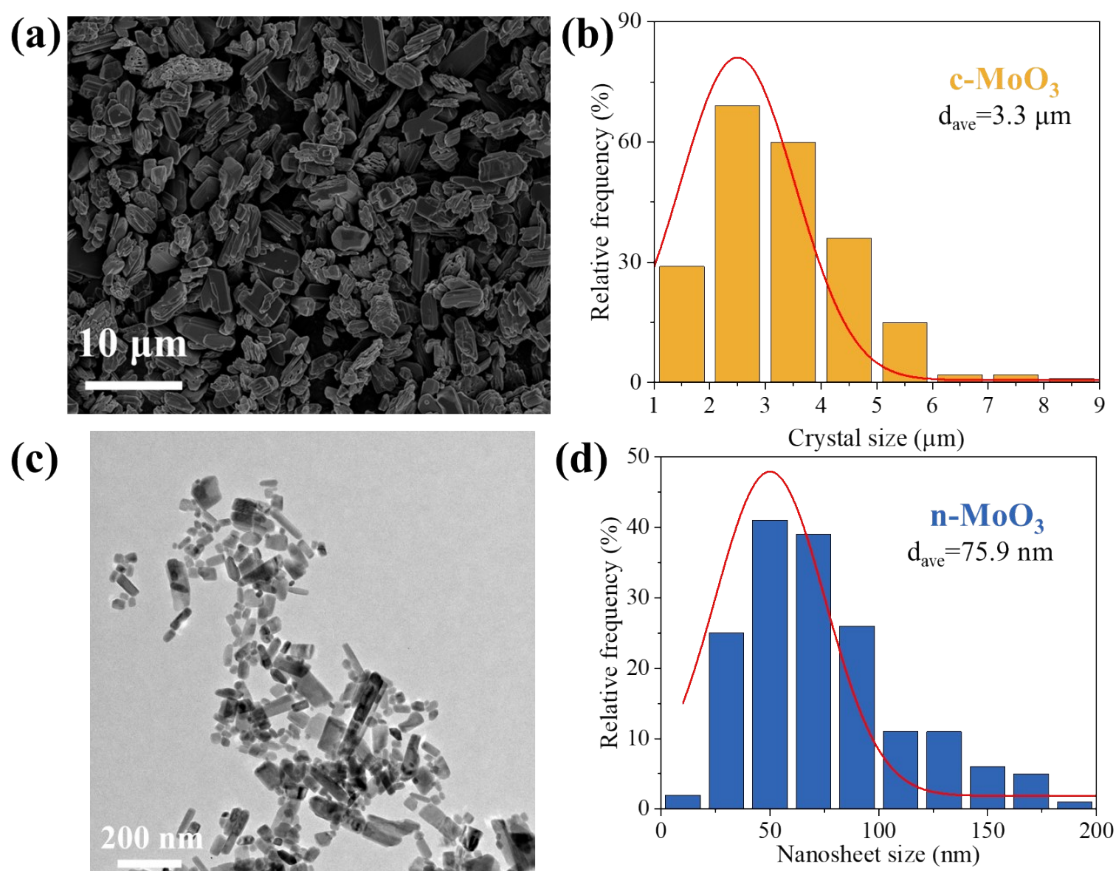 (a)
10 μm
(b)
c-MoO₃
dₐᵥₑ=3.3 μm
Relative frequency (%)
90
60
30
0
1 2 3 4 5 6 7 8 9
Crystal size (μm)
(c)
200 nm
(d)
n-MoO₃
dₐᵥₑ=75.9 nm
Relative frequency (%)
50
40
30
20
10
0
0 50 100 150 200
Nanosheet size (nm)